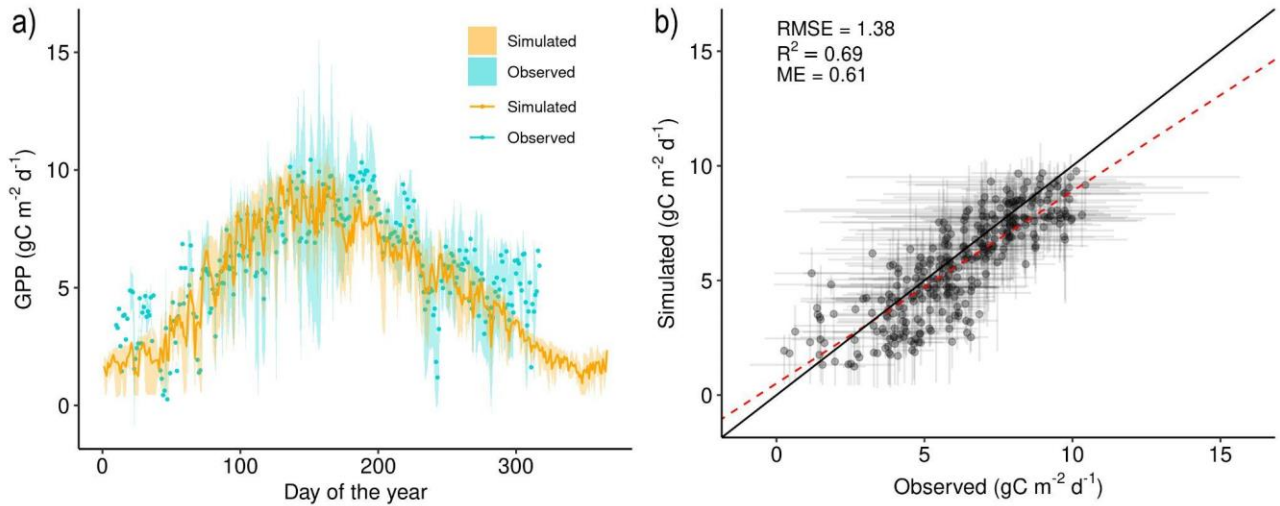 a)
15
10
5
0
GPP (gC m⁻² d⁻¹)
Simulated
Observed
Simulated
Observed
0 100 200 300
Day of the year
b)
RMSE = 1.38
R² = 0.69
ME = 0.61
15
10
5
0
Simulated (gC m⁻² d⁻¹)
0 5 10 15
Observed (gC m⁻² d⁻¹)